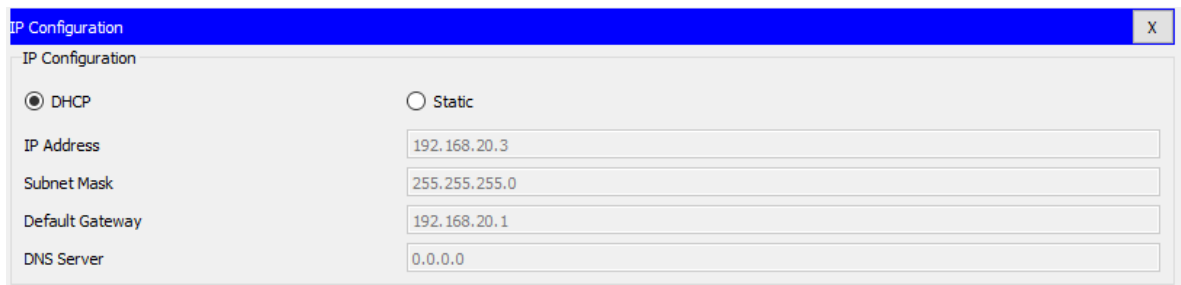 IP Configuration X
IP Configuration
DHCP Static
IP Address 192.168.20.3
Subnet Mask 255.255.255.0
Default Gateway 192.168.20.1
DNS Server 0.0.0.0